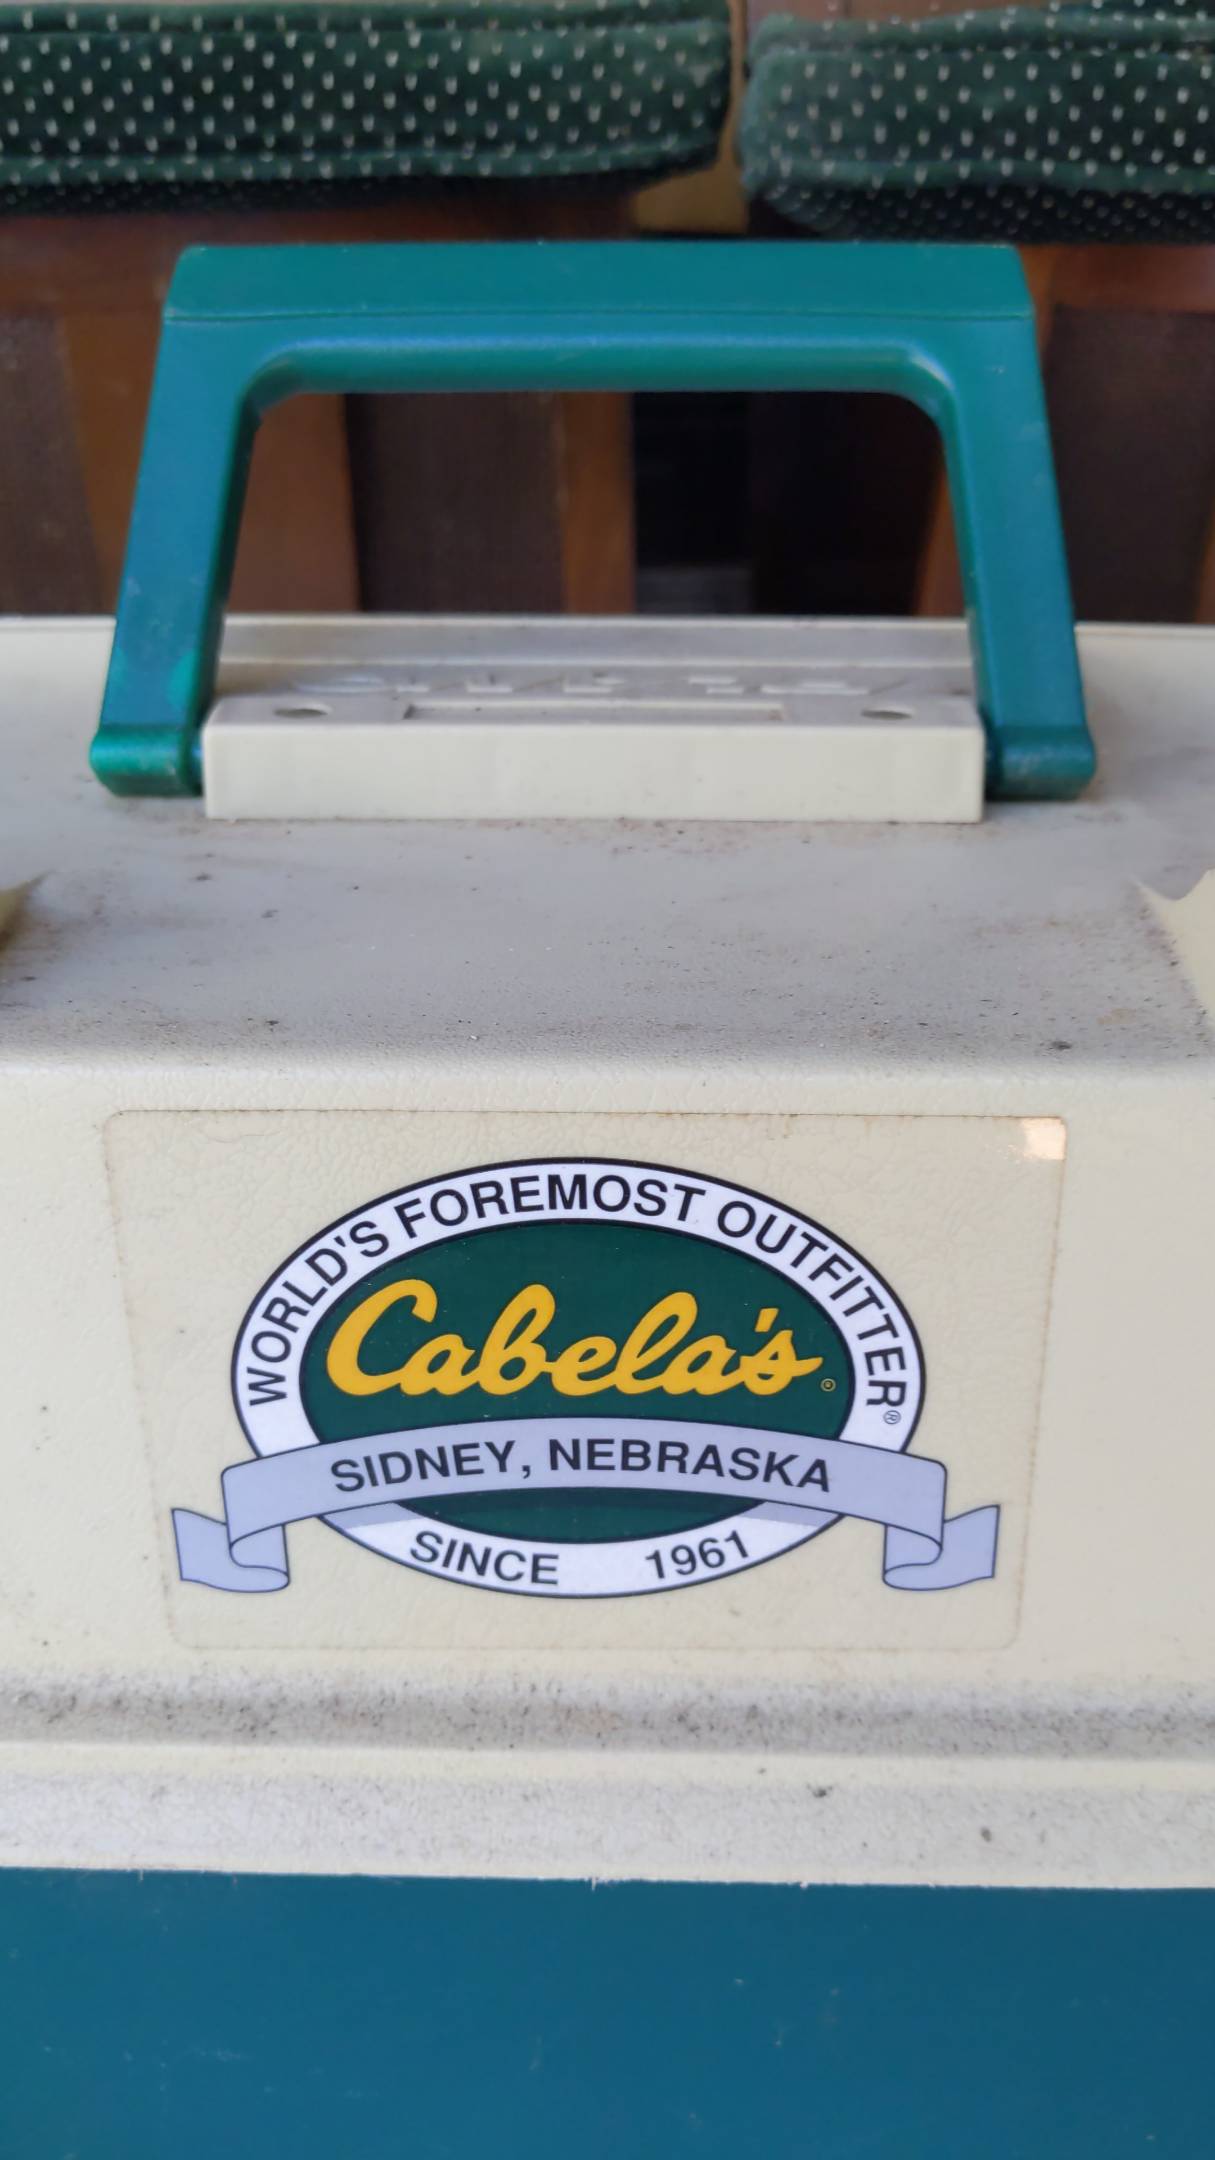 WORLD'S FOREMOST OUTFITTER®
Cabela's®
SIDNEY, NEBRASKA
SINCE 1961